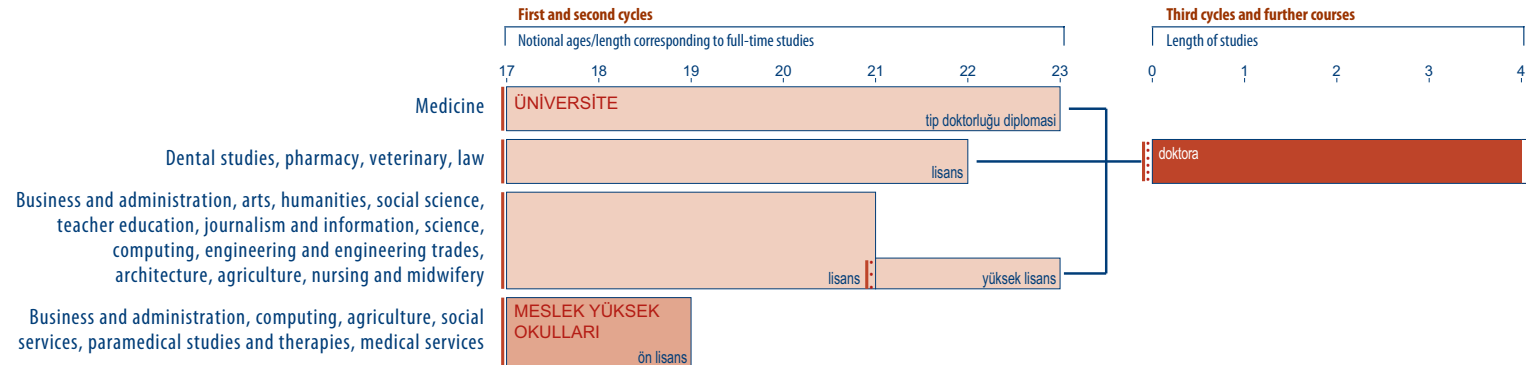 First and second cycles
Third cycles and further courses
Notional ages/length corresponding to full-time studies
Length of studies
17 18 19 20 21 22 23 0 1 2 3 4
Medicine
ÜNİVERSİTE
tip doktorluğu diplomasi
Dental studies, pharmacy, veterinary, law
lisans
doktora
Business and administration, arts, humanities, social science,
teacher education, journalism and information, science,
computing, engineering and engineering trades,
architecture, agriculture, nursing and midwifery
lisans
yüksek lisans
Business and administration, computing, agriculture, social
services, paramedical studies and therapies, medical services
MESLEK YÜKSEK
OKULLARI
ön lisans